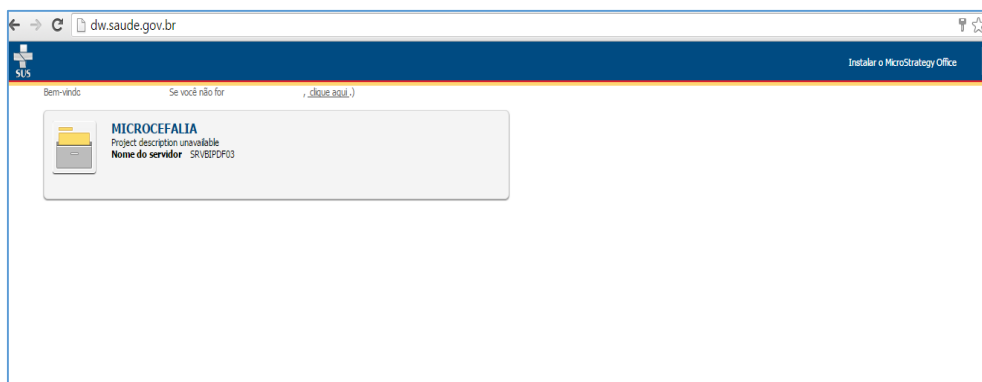 dw.saude.gov.br
SUS
Instalar o MicroStrategy Office
Bem-vindo Se você não for , clique aqui.)
MICROCEFALIA
Project description unavailable
Nome do servidor SRVBIPDF03